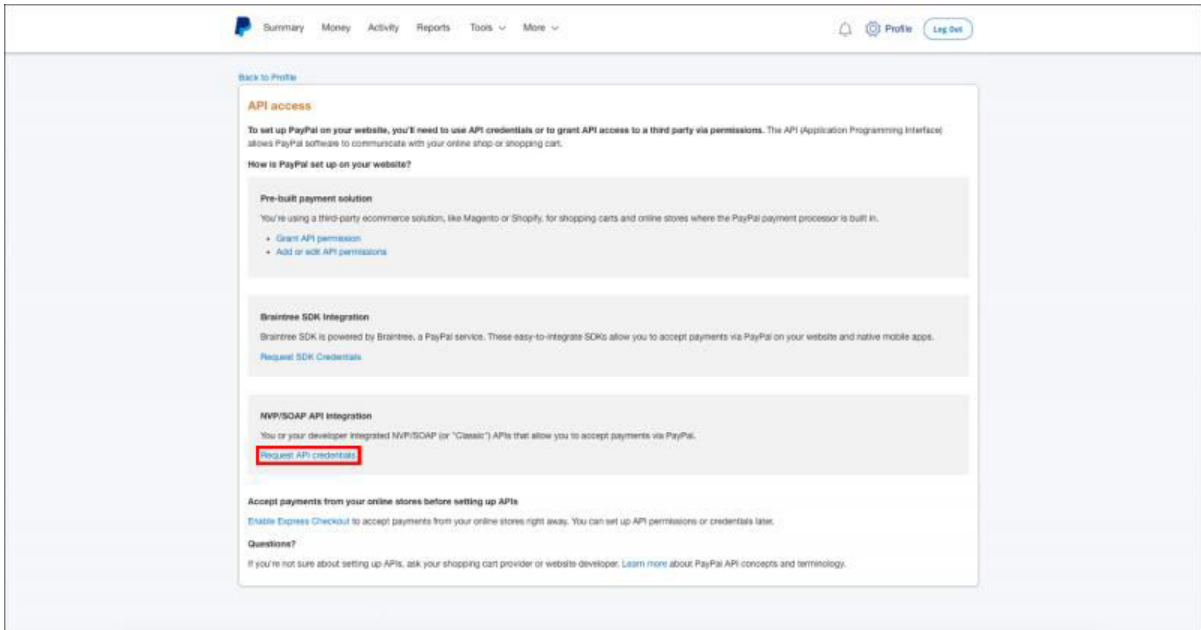 Summary Money Activity Reports Tools More Profile Log Out
Back to Profile
API access
To set up PayPal on your website, you'll need to use API credentials or to grant API access to a third party via permissions. The API (Application Programming Interface)
allows PayPal software to communicate with your online shop or shopping cart.
How is PayPal set up on your website?
Pre-built payment solution
You're using a third-party ecommerce solution, like Magento or Shopify, for shopping carts and online stores where the PayPal payment processor is built in.
• Grant API permission
• Add or edit API permissions
Braintree SDK Integration
Braintree SDK is powered by Braintree, a PayPal service. These easy-to-integrate SDKs allow you to accept payments via PayPal on your website and native mobile apps.
Request SDK Credentials
NVP/SOAP API integration
You or your developer integrated NVP/SOAP (or "Classic") APIs that allow you to accept payments via PayPal.
Request API credentials
Accept payments from your online stores before setting up APIs
Enable Express Checkout to accept payments from your online stores right away. You can set up API permissions or credentials later.
Questions?
If you're not sure about setting up APIs, ask your shopping cart provider or website developer. Learn more about PayPal API concepts and terminology.